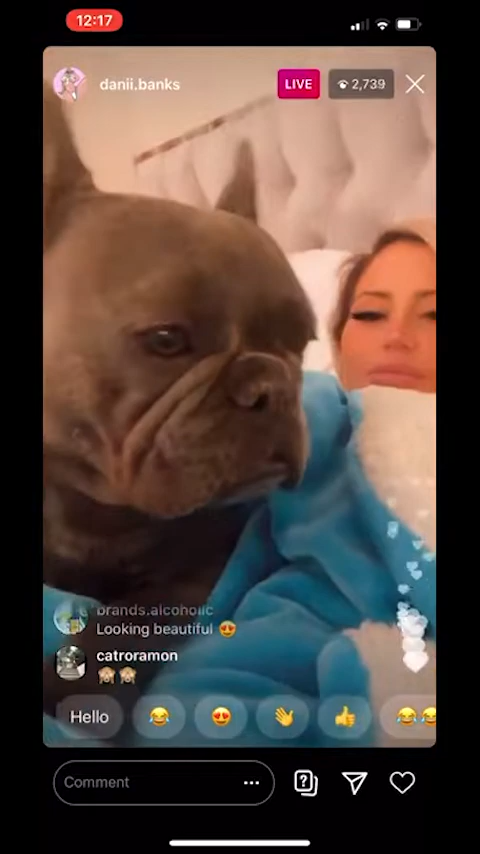 12:17
danii.banks
LIVE
2,739
brands.alcoholic
Looking beautiful 😍
catroramon
🙈🙈
Hello
😂
😍
👋
👍
😂😂
Comment